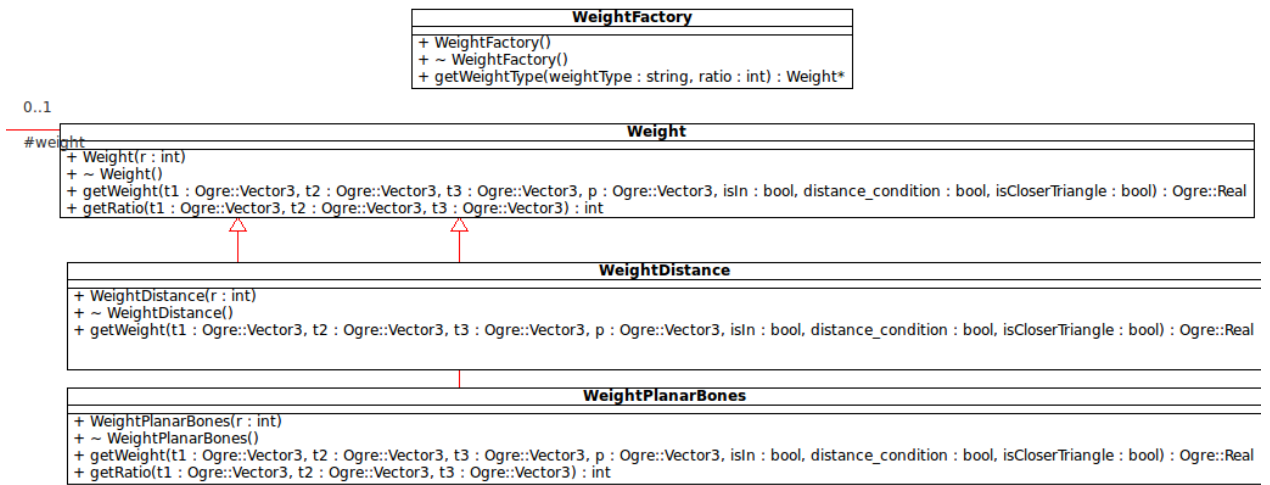 WeightFactory
+ WeightFactory()
+ ~ WeightFactory()
+ getWeightType(weightType : string, ratio : int) : Weight*
0..1
#weight
Weight
+ Weight(r : int)
+ ~ Weight()
+ getWeight(t1 : Ogre::Vector3, t2 : Ogre::Vector3, t3 : Ogre::Vector3, p : Ogre::Vector3, isIn : bool, distance_condition : bool, isCloserTriangle : bool) : Ogre::Real
+ getRatio(t1 : Ogre::Vector3, t2 : Ogre::Vector3, t3 : Ogre::Vector3) : int
WeightDistance
+ WeightDistance(r : int)
+ ~ WeightDistance()
+ getWeight(t1 : Ogre::Vector3, t2 : Ogre::Vector3, t3 : Ogre::Vector3, p : Ogre::Vector3, isIn : bool, distance_condition : bool, isCloserTriangle : bool) : Ogre::Real
WeightPlanarBones
+ WeightPlanarBones(r : int)
+ ~ WeightPlanarBones()
+ getWeight(t1 : Ogre::Vector3, t2 : Ogre::Vector3, t3 : Ogre::Vector3, p : Ogre::Vector3, isIn : bool, distance_condition : bool, isCloserTriangle : bool) : Ogre::Real
+ getRatio(t1 : Ogre::Vector3, t2 : Ogre::Vector3, t3 : Ogre::Vector3) : int